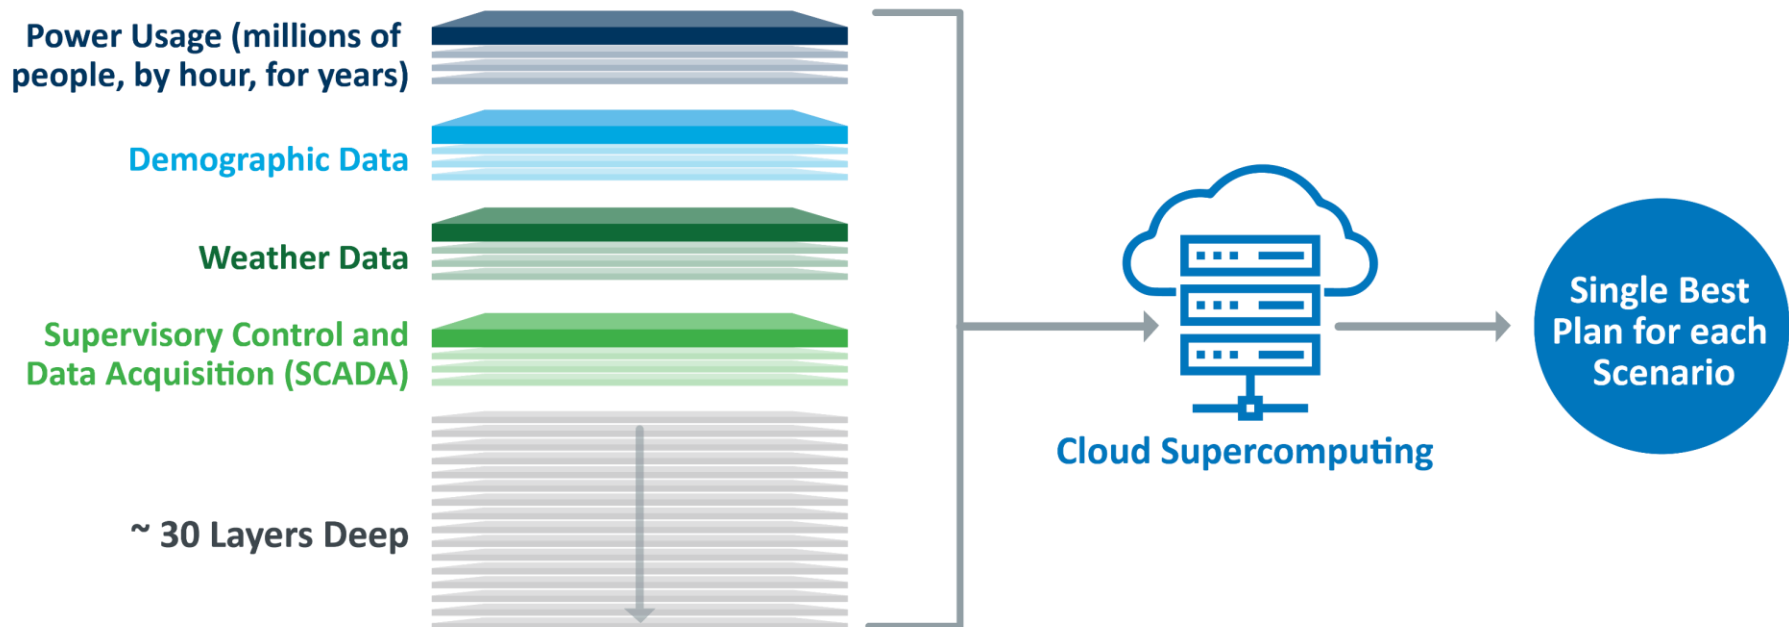 Power Usage (millions of
people, by hour, for years)
Demographic Data
Weather Data
Supervisory Control and
Data Acquisition (SCADA)
~ 30 Layers Deep
Cloud Supercomputing
Single Best
Plan for each
Scenario